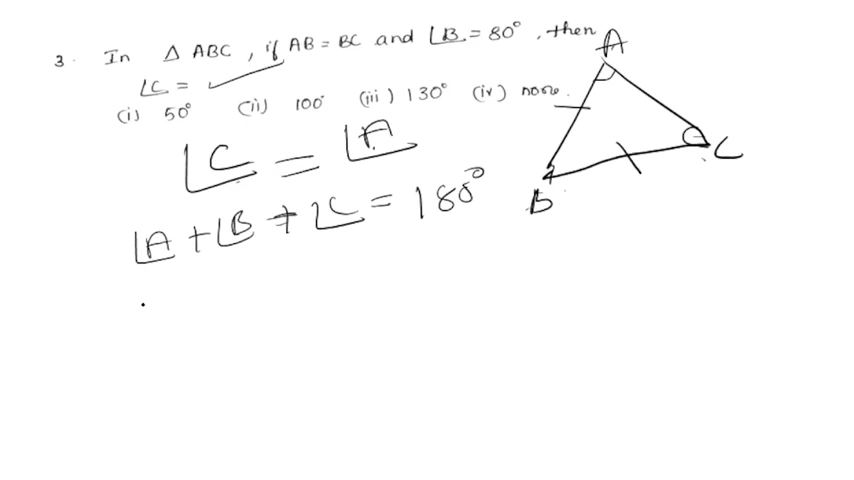 3. In △ ABC, if AB = BC and ∠B = 80°, then
∠C =
(i) 50° (ii) 100° (iii) 130° (iv) none.
∠C = ∠A
∠A + ∠B + ∠C = 180°
A
B
C